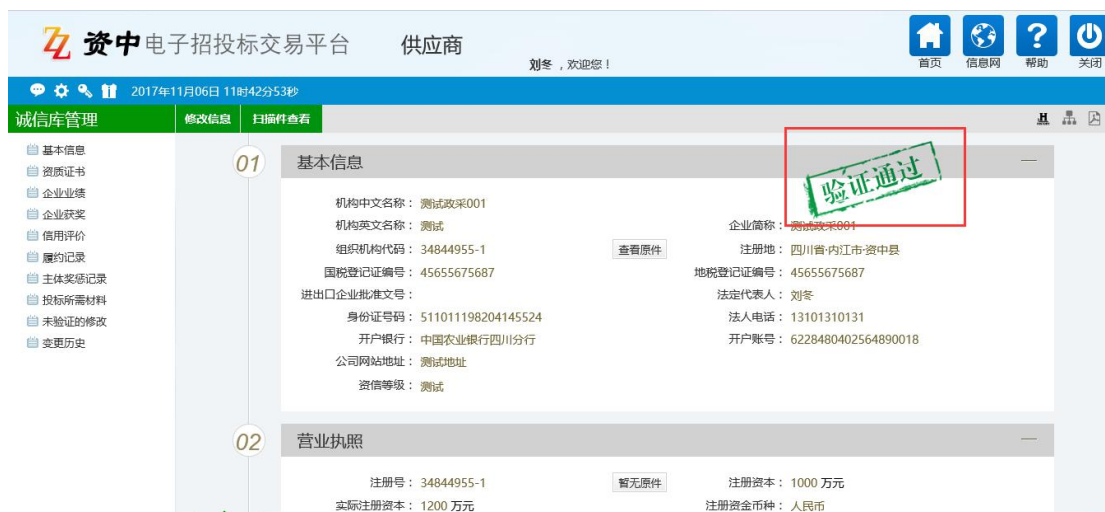 资中电子招投标交易平台 供应商
刘冬，欢迎您！
首页 信息网 帮助 关闭
2017年11月06日 11时42分53秒
诚信库管理 修改信息 扫描件查看
基本信息
资质证书
企业业绩
企业获奖
信用评价
履约记录
主体奖惩记录
投标所需材料
未验证的修改
变更历史
01 基本信息
验证通过
机构中文名称： 测试政采001
机构英文名称： 测试 企业简称： 测试政采001
组织机构代码： 34844955-1 查看原件 注册地： 四川省·内江市·资中县
国税登记证编号： 45655675687 地税登记证编号： 45655675687
进出口企业批准文号： 法定代表人： 刘冬
身份证号码： 511011198204145524 法人电话： 13101310131
开户银行： 中国农业银行四川分行 开户账号： 6228480402564890018
公司网站地址： 测试地址
资信等级： 测试
02 营业执照
注册号： 34844955-1 暂无原件 注册资本： 1000 万元
实际注册资本： 1200 万元 注册资金币种： 人民币